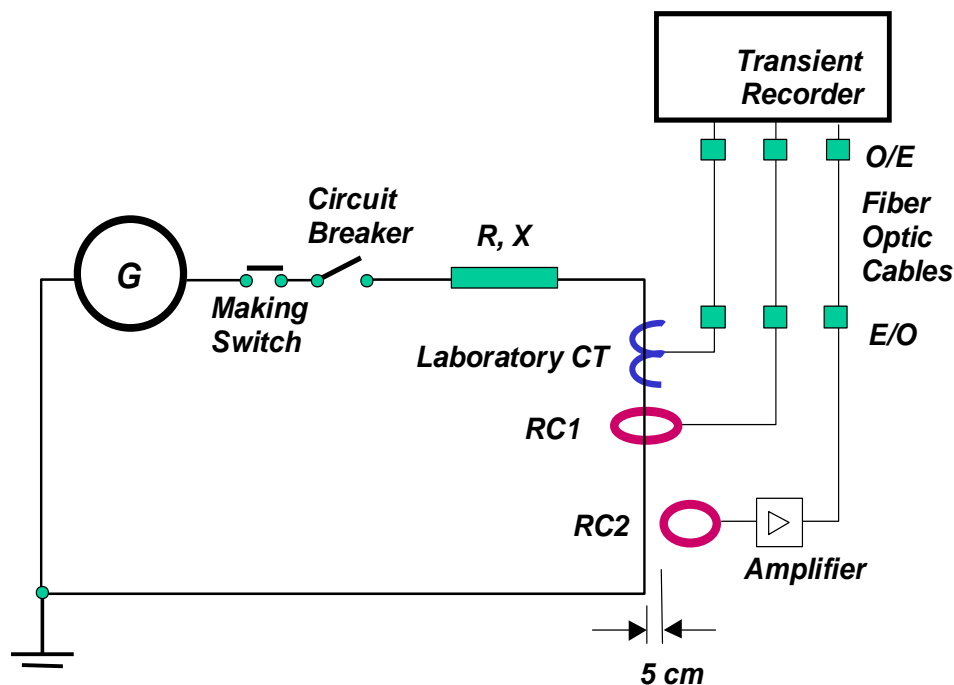 Transient
Recorder
O/E
Circuit
Breaker
Fiber
Optic
Cables
R, X
G
Making
Switch
E/O
Laboratory CT
RC1
RC2
Amplifier
5 cm